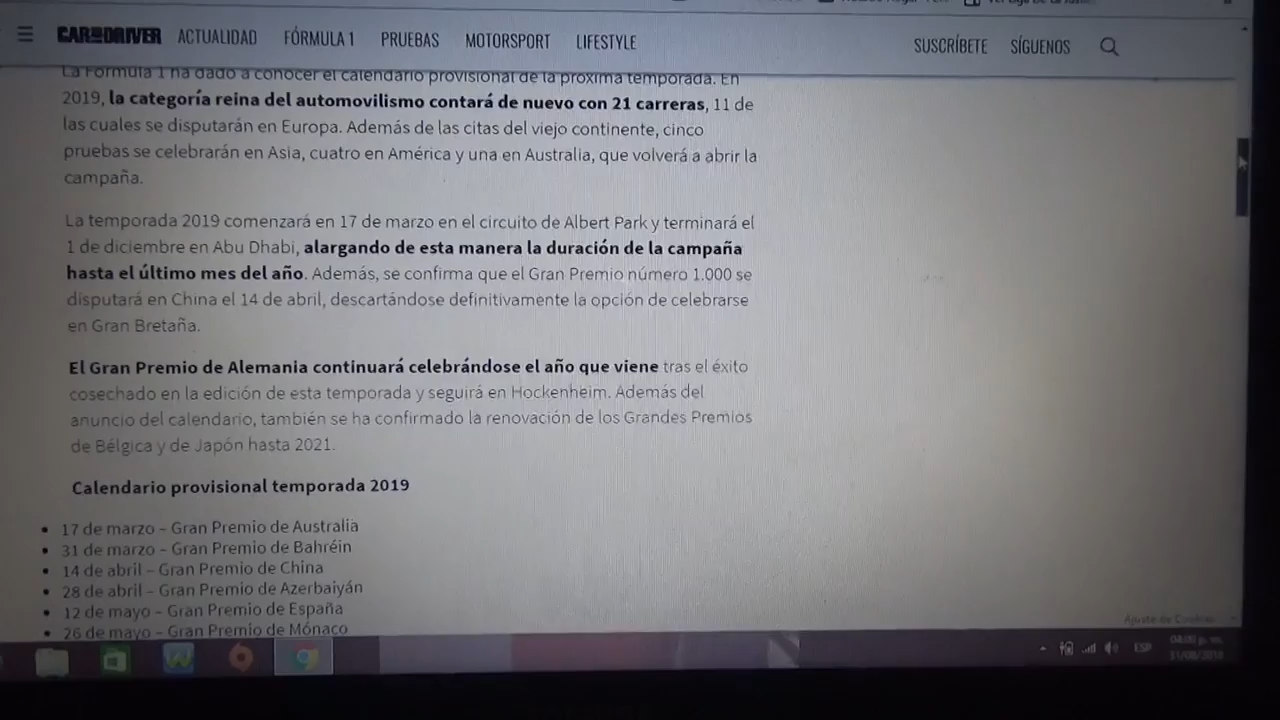 CAR AND DRIVER ACTUALIDAD FÓRMULA 1 PRUEBAS MOTORSPORT LIFESTYLE SUSCRÍBETE SÍGUENOS
La Fórmula 1 ha dado a conocer el calendario provisional de la próxima temporada. En
2019, la categoría reina del automovilismo contará de nuevo con 21 carreras, 11 de
las cuales se disputarán en Europa. Además de las citas del viejo continente, cinco
pruebas se celebrarán en Asia, cuatro en América y una en Australia, que volverá a abrir la
campaña.
La temporada 2019 comenzará en 17 de marzo en el circuito de Albert Park y terminará el
1 de diciembre en Abu Dhabi, alargando de esta manera la duración de la campaña
hasta el último mes del año. Además, se confirma que el Gran Premio número 1.000 se
disputará en China el 14 de abril, descartándose definitivamente la opción de celebrarse
en Gran Bretaña.
El Gran Premio de Alemania continuará celebrándose el año que viene tras el éxito
cosechado en la edición de esta temporada y seguirá en Hockenheim. Además del
anuncio del calendario, también se ha confirmado la renovación de los Grandes Premios
de Bélgica y de Japón hasta 2021.
Calendario provisional temporada 2019
• 17 de marzo – Gran Premio de Australia
• 31 de marzo – Gran Premio de Bahréin
• 14 de abril – Gran Premio de China
• 28 de abril – Gran Premio de Azerbaiyán
• 12 de mayo – Gran Premio de España
• 26 de mayo – Gran Premio de Mónaco
Ajuste de
ESP